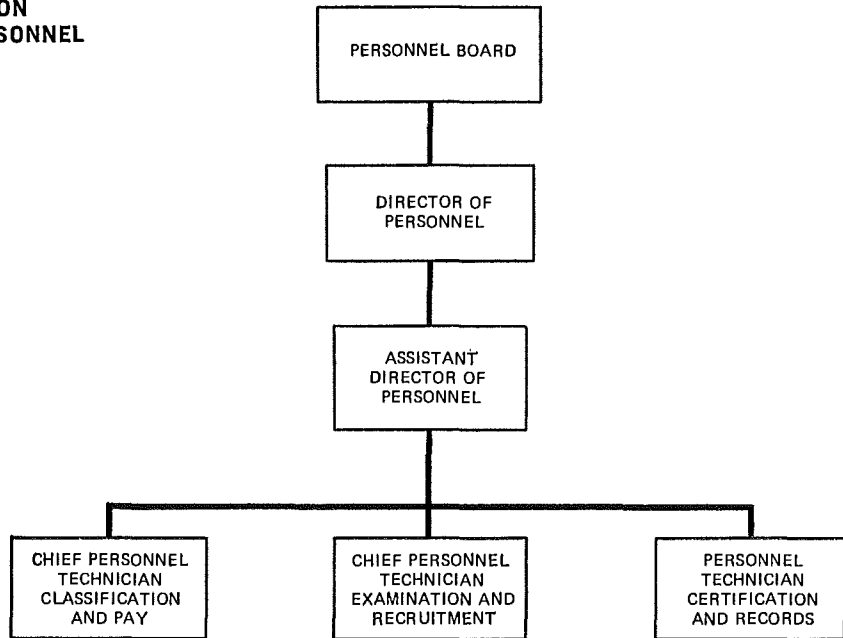 ON
SONNEL
PERSONNEL BOARD
DIRECTOR OF
PERSONNEL
ASSISTANT
DIRECTOR OF
PERSONNEL
CHIEF PERSONNEL
TECHNICIAN
CLASSIFICATION
AND PAY
CHIEF PERSONNEL
TECHNICIAN
EXAMINATION AND
RECRUITMENT
PERSONNEL
TECHNICIAN
CERTIFICATION
AND RECORDS